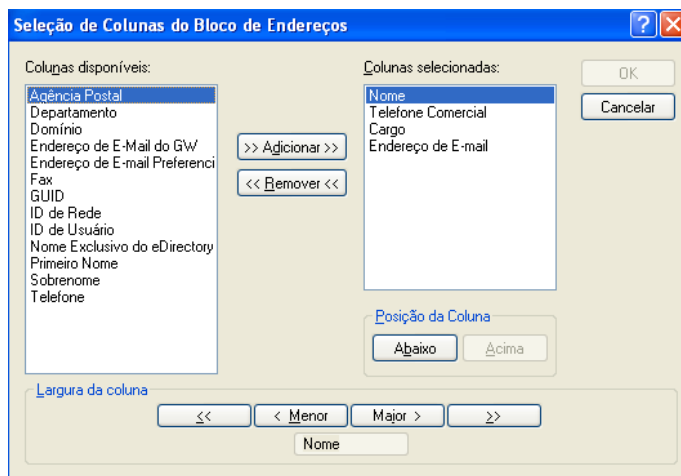 Seleção de Colunas do Bloco de Endereços
Colunas disponíveis:
Agência Postal
Departamento
Domínio
Endereço de E-Mail do GW
Endereço de E-mail Preferenci
Fax
GUID
ID de Rede
ID de Usuário
Nome Exclusivo do eDirectory
Primeiro Nome
Sobrenome
Telefone
>> Adicionar >>
<< Remover <<
Colunas selecionadas:
Nome
Telefone Comercial
Cargo
Endereço de E-mail
Posição da Coluna
Abaixo
Acima
OK
Cancelar
Largura da coluna
<<
< Menor
Major >
>>
Nome